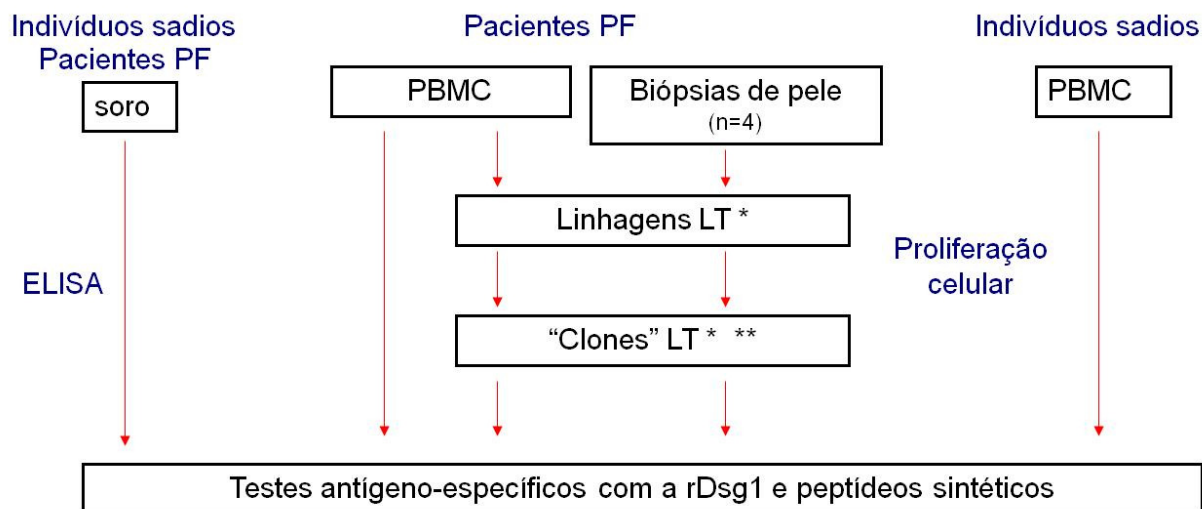 Indivíduos sadios
Pacientes PF
soro
ELISA
Pacientes PF
PBMC
Biópsias de pele
(n=4)
Linhagens LT *
"Clones" LT * **
Indivíduos sadios
PBMC
Proliferação
celular
Testes antígeno-específicos com a rDsg1 e peptídeos sintéticos